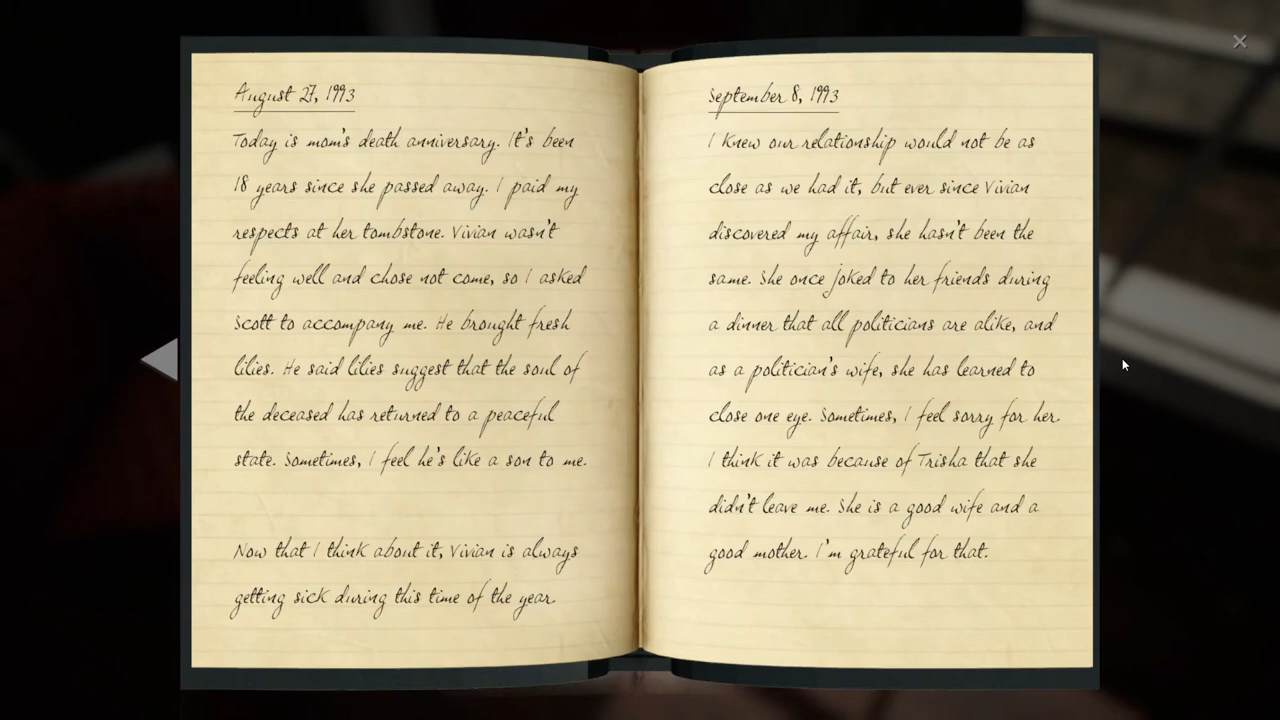 August 27, 1993
Today is mom's death anniversary. It's been
18 years since she passed away. I paid my
respects at her tombstone. Vivian wasn't
feeling well and chose not come, so I asked
Scott to accompany me. He brought fresh
lilies. He said lilies suggest that the soul of
the deceased has returned to a peaceful
state. Sometimes, I feel he's like a son to me.
Now that I think about it, Vivian is always
getting sick during this time of the year.
September 8, 1993
I knew our relationship would not be as
close as we had it, but ever since Vivian
discovered my affair, she hasn't been the
same. She once joked to her friends during
a dinner that all politicians are alike, and
as a politician's wife, she has learned to
close one eye. Sometimes, I feel sorry for her.
I think it was because of Trisha that she
didn't leave me. She is a good wife and a
good mother. I'm grateful for that.